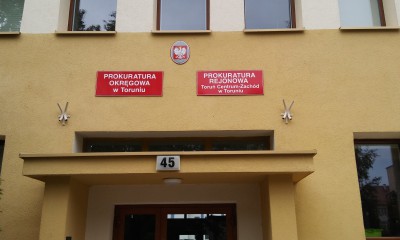 PROKURATURA
OKRĘGOWA
w Toruniu
PROKURATURA
REJONOWA
Toruń Centrum-Zachód
w Toruniu
45